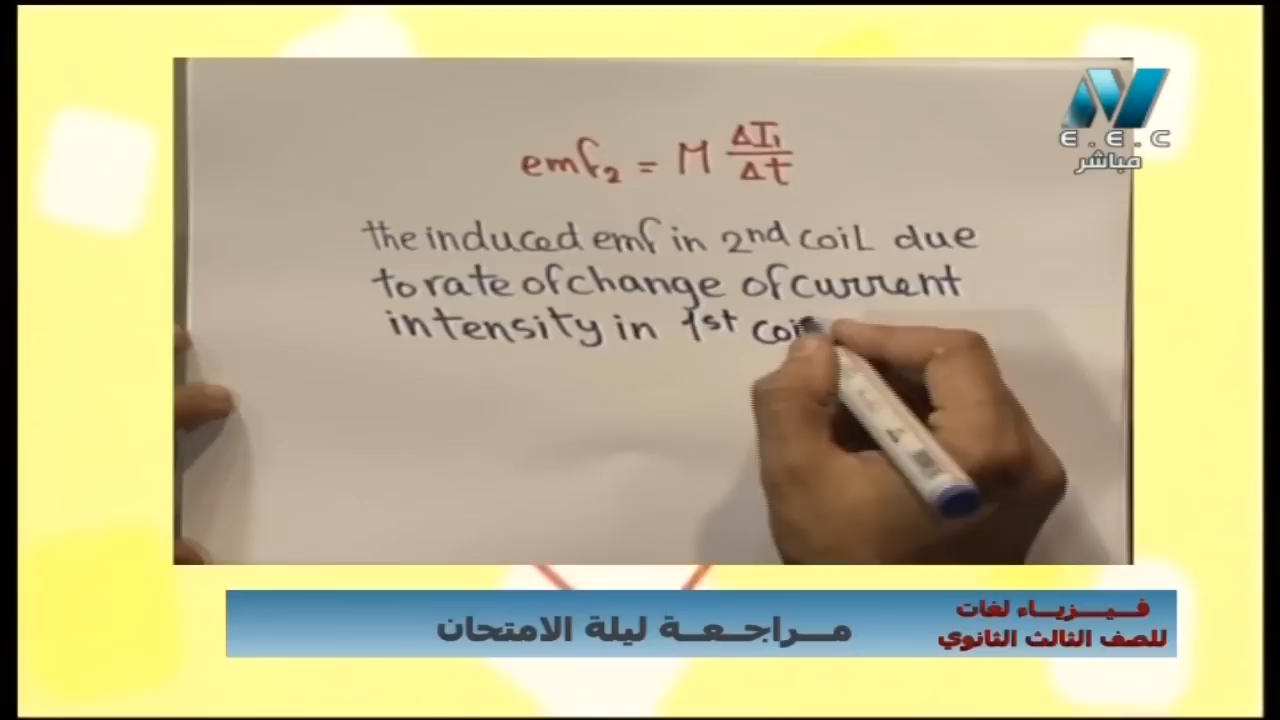 emf₂ = M ΔI₁/Δt
the induced emf in 2nd coil due
to rate of change of current
intensity in 1st coi
E.E.C
مباشر
فيزياء لغات
للصف الثالث الثانوي
مراجعة ليلة الامتحان